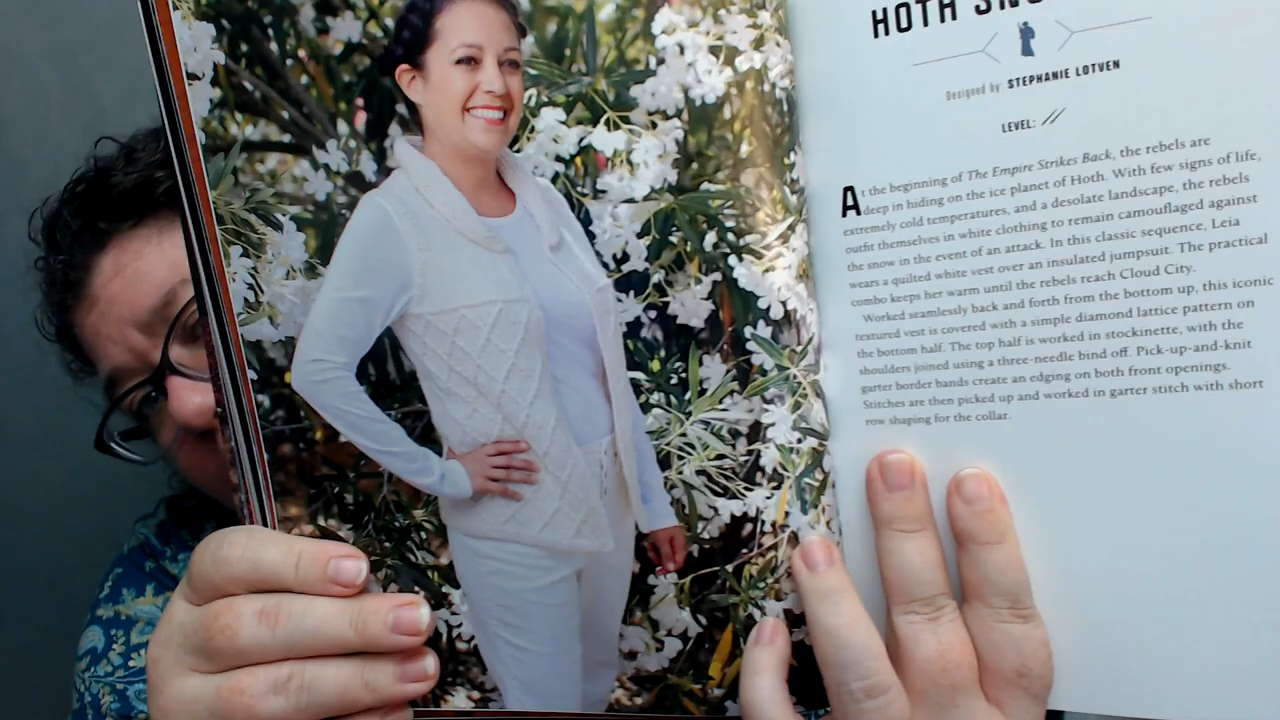 HOTH
Designed by: STEPHANIE LOTVEN
LEVEL: //
At the beginning of The Empire Strikes Back, the rebels are
deep in hiding on the ice planet of Hoth. With few signs of life,
extremely cold temperatures, and a desolate landscape, the rebels
outfit themselves in white clothing to remain camouflaged against
the snow in the event of an attack. In this classic sequence, Leia
wears a quilted white vest over an insulated jumpsuit. The practical
combo keeps her warm until the rebels reach Cloud City.
Worked seamlessly back and forth from the bottom up, this iconic
textured vest is covered with a simple diamond lattice pattern on
the bottom half. The top half is worked in stockinette, with the
shoulders joined using a three-needle bind off. Pick-up-and-knit
garter border bands create an edging on both front openings.
Stitches are then picked up and worked in garter stitch with short
row shaping for the collar.